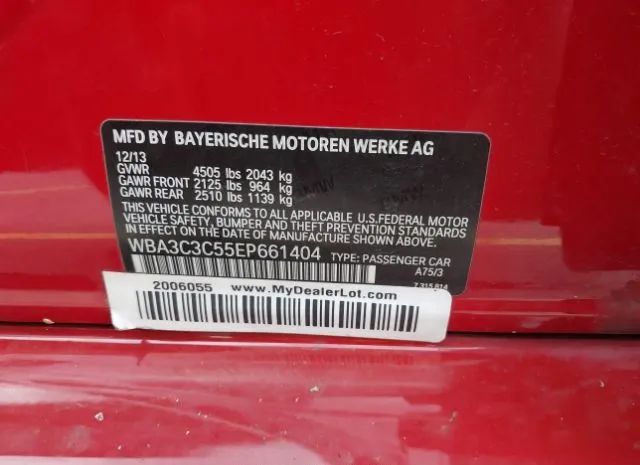 MFD BY BAYERISCHE MOTOREN WERKE AG
12/13
GVWR 4505 lbs 2043 kg
GAWR FRONT 2125 lbs 964 kg
GAWR REAR 2510 lbs 1139 kg
THIS VEHICLE CONFORMS TO ALL APPLICABLE U.S.FEDERAL MOTOR
VEHICLE SAFETY, BUMPER AND THEFT PREVENTION STANDARDS
IN EFFECT ON THE DATE OF MANUFACTURE SHOWN ABOVE.
WBA3C3C55EP661404 TYPE: PASSENGER CAR
A75/3
7 315 814
2006055 www.MyDealerLot.com